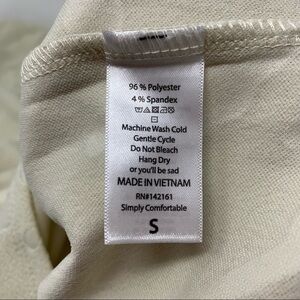 96 % Polyester
4 % Spandex
Machine Wash Cold
Gentle Cycle
Do Not Bleach
Hang Dry
or you'll be sad
MADE IN VIETNAM
RN#142161
Simply Comfortable
S